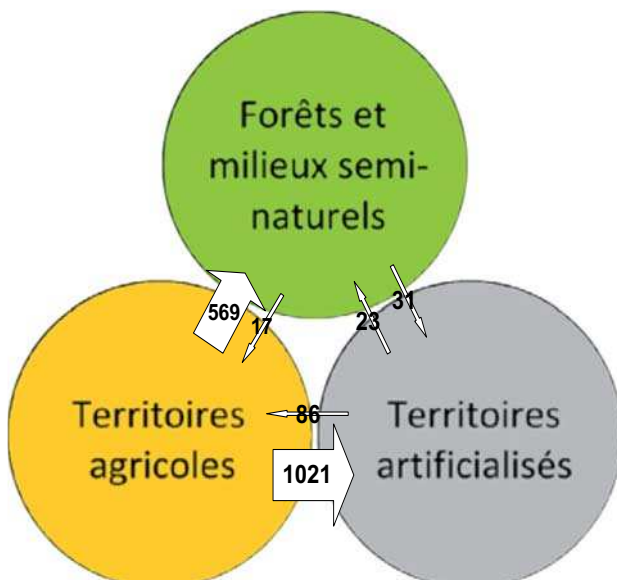 Forêts et
milieux semi-
naturels
569
17
23
31
86
Territoires
agricoles
Territoires
artificialisés
1021